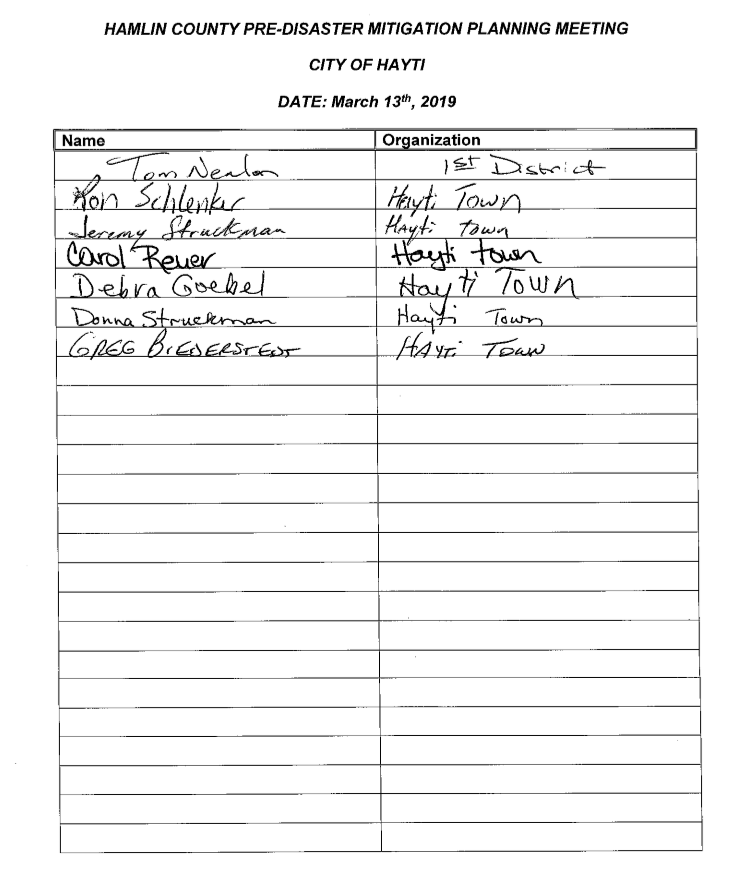 HAMLIN COUNTY PRE-DISASTER MITIGATION PLANNING MEETING
CITY OF HAYTI
DATE: March 13th, 2019
Name Organization
Tom Nealon 1st District
Ron Schlenker Hayti Town
Jeremy Struckman Hayti Town
Carol Reuer Hayti town
Debra Goebel Hayti Town
Donna Struckman Hayti Town
GREG BIEDERSTEDT HAYTI TOWN